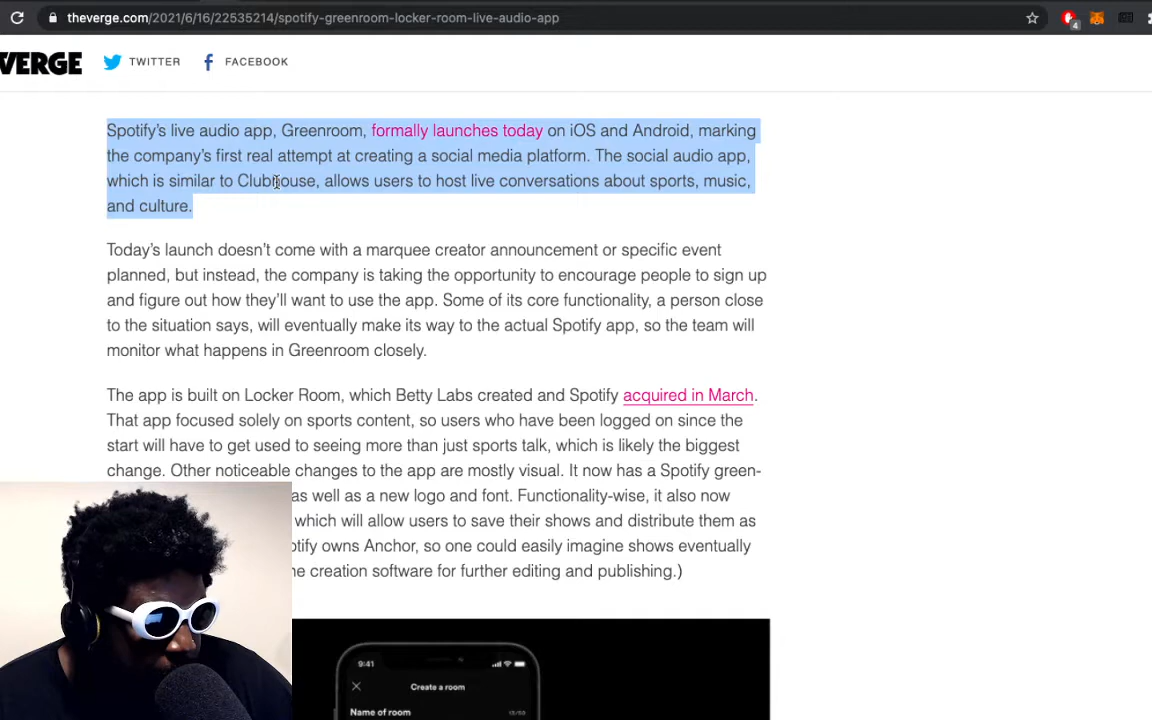 theverge.com/2021/6/16/22535214/spotify-greenroom-locker-room-live-audio-app
4
VERGE TWITTER FACEBOOK
Spotify’s live audio app, Greenroom, formally launches today on iOS and Android, marking
the company’s first real attempt at creating a social media platform. The social audio app,
which is similar to Clubhouse, allows users to host live conversations about sports, music,
and culture.
Today’s launch doesn’t come with a marquee creator announcement or specific event
planned, but instead, the company is taking the opportunity to encourage people to sign up
and figure out how they’ll want to use the app. Some of its core functionality, a person close
to the situation says, will eventually make its way to the actual Spotify app, so the team will
monitor what happens in Greenroom closely.
The app is built on Locker Room, which Betty Labs created and Spotify acquired in March.
That app focused solely on sports content, so users who have been logged on since the
start will have to get used to seeing more than just sports talk, which is likely the biggest
change. Other noticeable changes to the app are mostly visual. It now has a Spotify green-
as well as a new logo and font. Functionality-wise, it also now
which will allow users to save their shows and distribute them as
otify owns Anchor, so one could easily imagine shows eventually
ne creation software for further editing and publishing.)
9:41
Create a room
Name of room